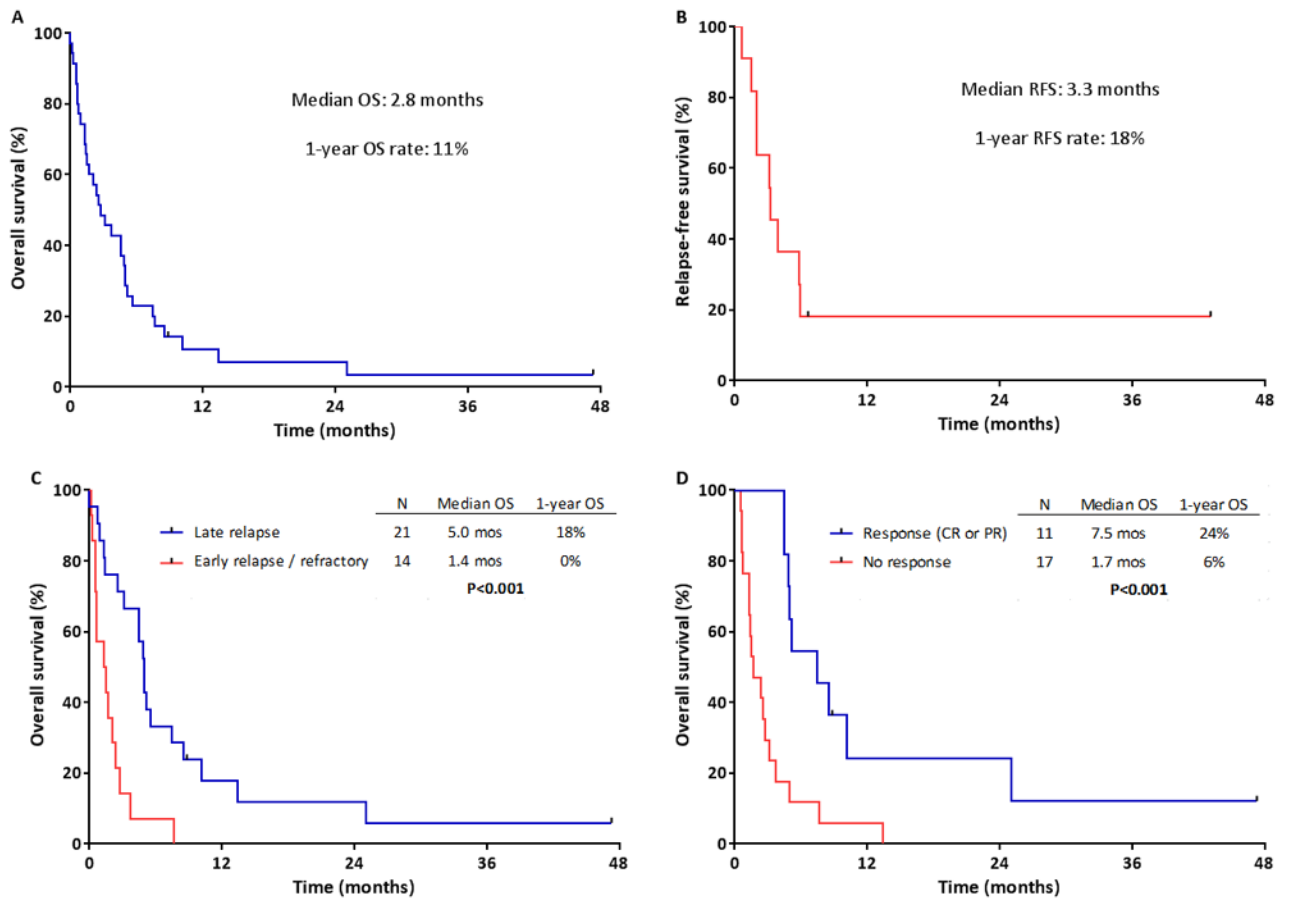 A
Overall survival (%)
100
80
60
40
20
0
Median OS: 2.8 months
1-year OS rate: 11%
0 12 24 36 48
Time (months)
B
Relapse-free survival (%)
100
80
60
40
20
0
Median RFS: 3.3 months
1-year RFS rate: 18%
0 12 24 36 48
Time (months)
C
Overall survival (%)
100
80
60
40
20
0
N Median OS 1-year OS
Late relapse 21 5.0 mos 18%
Early relapse / refractory 14 1.4 mos 0%
P<0.001
0 12 24 36 48
Time (months)
D
Overall survival (%)
100
80
60
40
20
0
N Median OS 1-year OS
Response (CR or PR) 11 7.5 mos 24%
No response 17 1.7 mos 6%
P<0.001
0 12 24 36 48
Time (months)